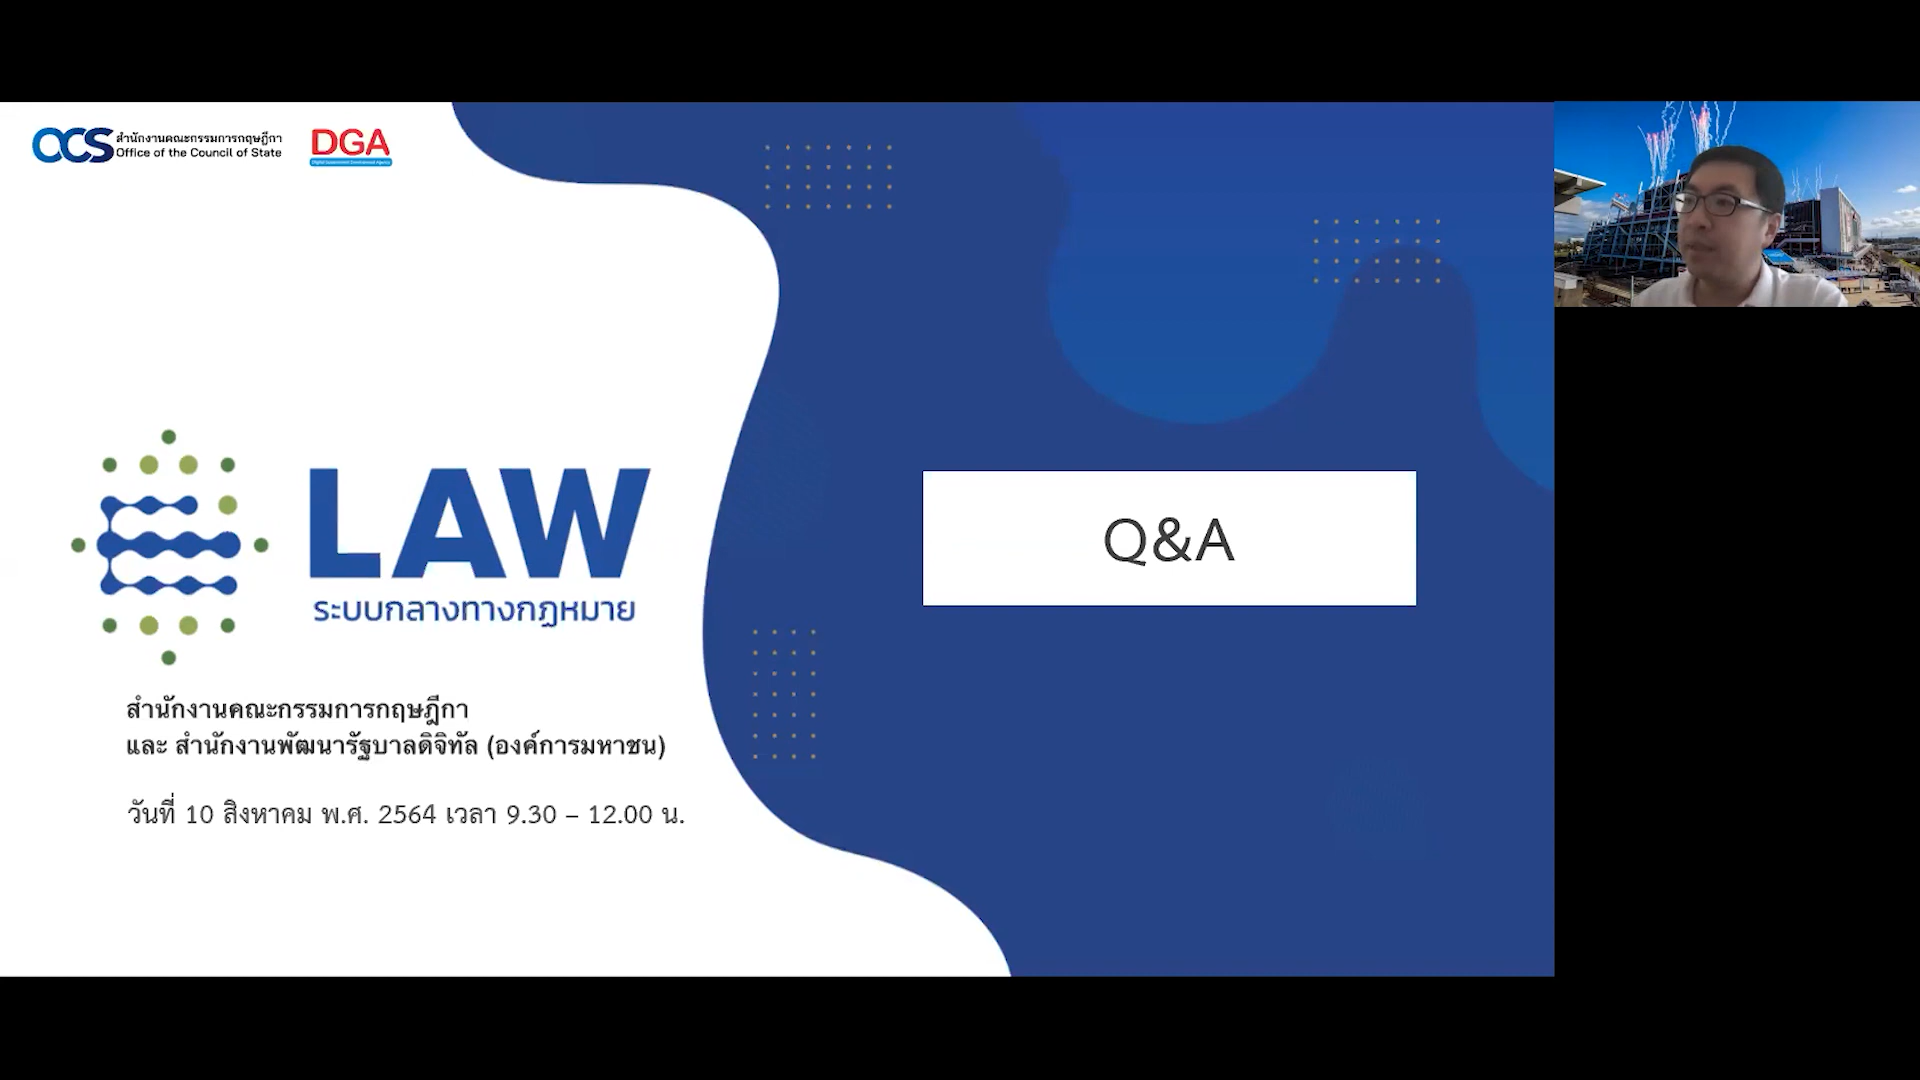 OCS สำนักงานคณะกรรมการกฤษฎีกา
Office of the Council of State
DGA
Digital Government Development Agency
LAW
ระบบกลางทางกฎหมาย
สำนักงานคณะกรรมการกฤษฎีกา
และ สำนักงานพัฒนารัฐบาลดิจิทัล (องค์การมหาชน)
วันที่ 10 สิงหาคม พ.ศ. 2564 เวลา 9.30 – 12.00 น.
Q&A